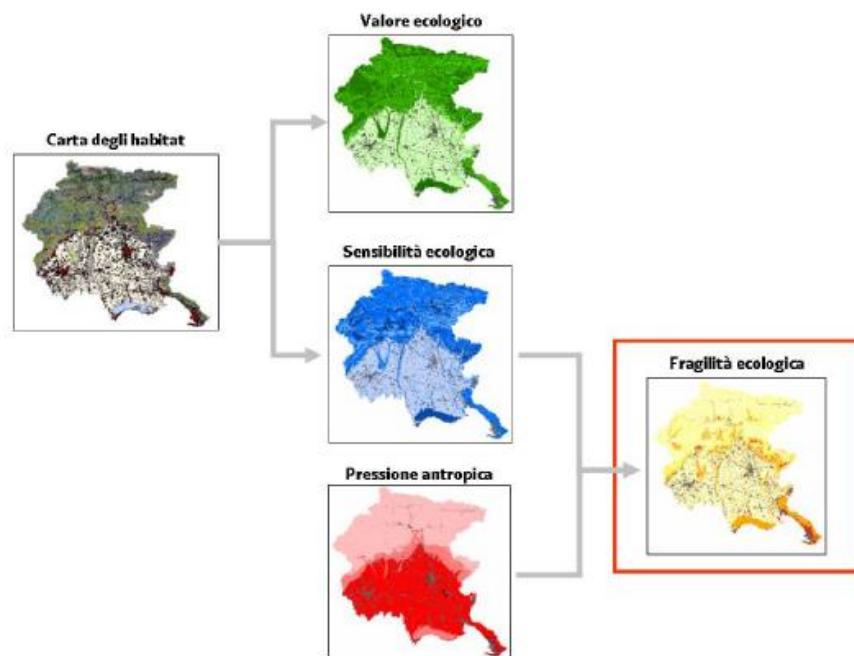 Valore ecologico
Carta degli habitat
Sensibilità ecologica
Fragilità ecologica
Pressione antropica